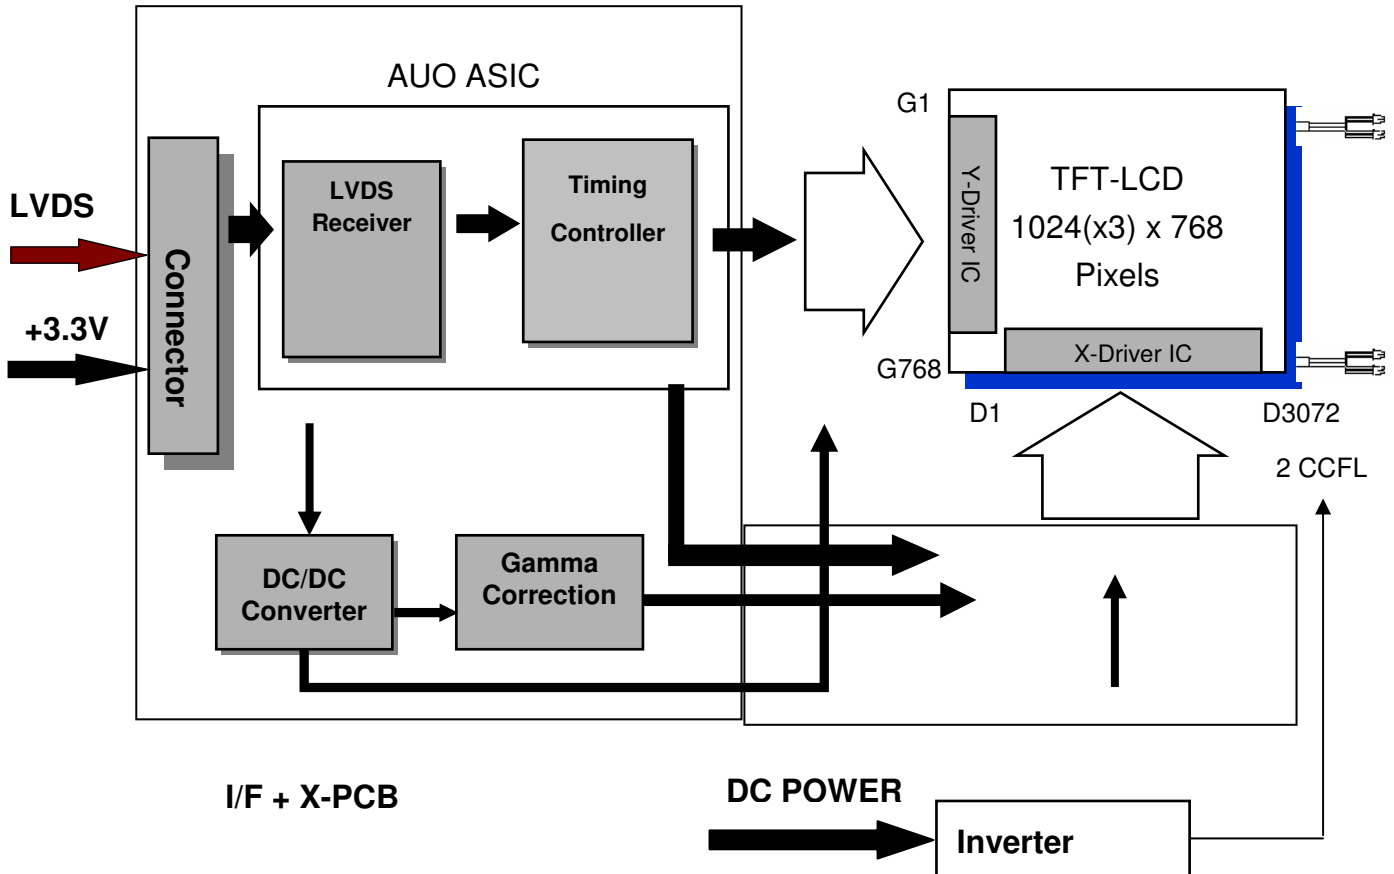 AUO ASIC
LVDS
+3.3V
Connector
LVDS
Receiver
Timing
Controller
G1
Y-Driver IC
TFT-LCD
1024(x3) x 768
Pixels
X-Driver IC
G768
D1
D3072
2 CCFL
DC/DC
Converter
Gamma
Correction
I/F + X-PCB
DC POWER
Inverter